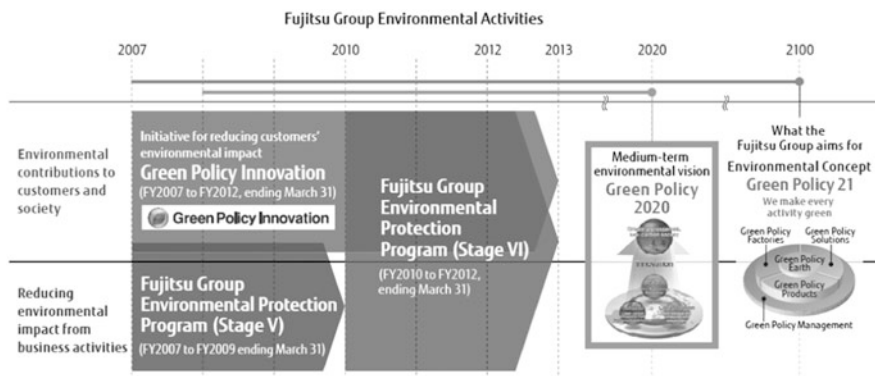 Fujitsu Group Environmental Activities
2007 2010 2012 2013 2020 2100
Environmental
contributions to
customers and
society
Initiative for reducing customers'
environmental impact
Green Policy Innovation
(FY2007 to FY2012, ending March 31)
Green Policy Innovation
Fujitsu Group
Environmental
Protection
Program (Stage VI)
(FY2010 to FY2012,
ending March 31)
Medium-term
environmental vision
Green Policy
2020
innovation
What the
Fujitsu Group aims for
Environmental Concept
Green Policy 21
We make every
activity green
Green Policy
Factories
Green Policy
Solutions
Green Policy
Earth
Green Policy
Products
Green Policy Management
Reducing
environmental
impact from
business activities
Fujitsu Group
Environmental Protection
Program (Stage V)
(FY2007 to FY2009 ending March 31)